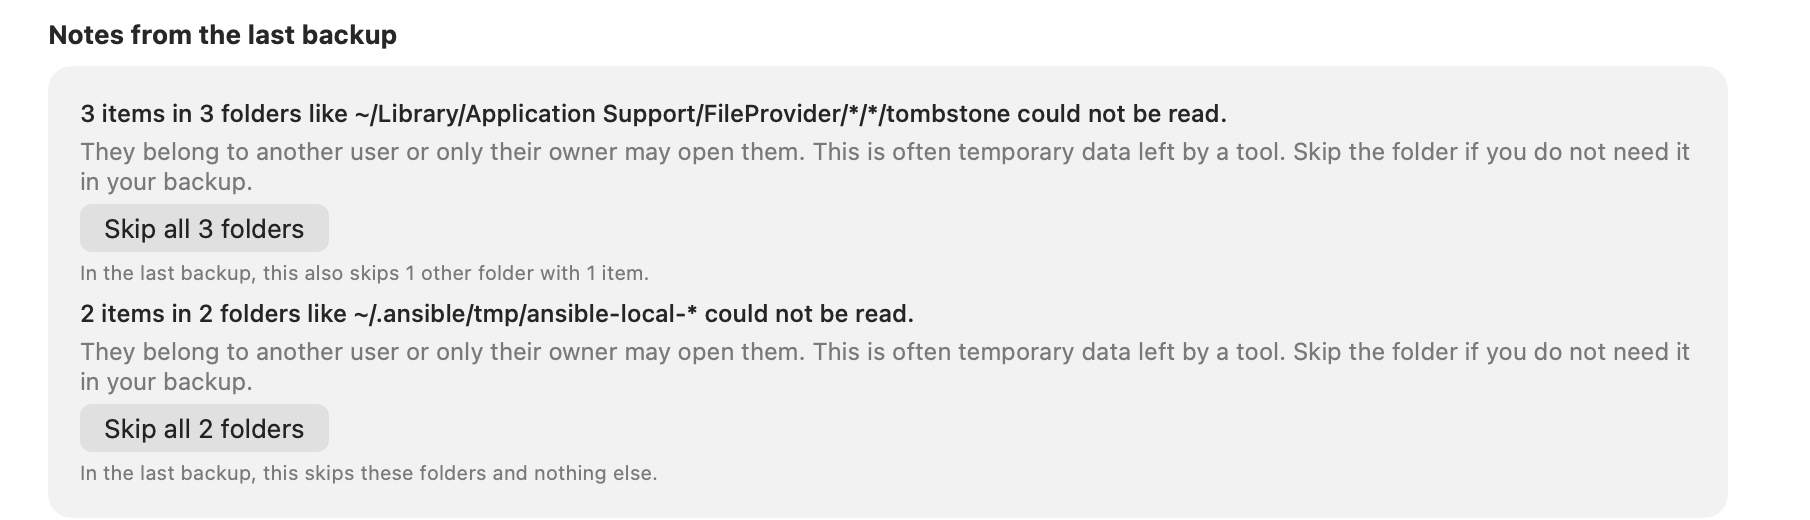 Notes from the last backup
3 items in 3 folders like ~/Library/Application Support/FileProvider/*/*/tombstone could not be read.
They belong to another user or only their owner may open them. This is often temporary data left by a tool. Skip the folder if you do not need it
in your backup.
Skip all 3 folders
In the last backup, this also skips 1 other folder with 1 item.
2 items in 2 folders like ~/.ansible/tmp/ansible-local-* could not be read.
They belong to another user or only their owner may open them. This is often temporary data left by a tool. Skip the folder if you do not need it
in your backup.
Skip all 2 folders
In the last backup, this skips these folders and nothing else.